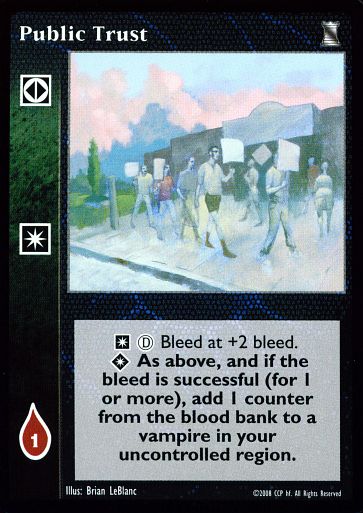 Public Trust
D Bleed at +2 bleed.
As above, and if the
bleed is successful (for 1
or more), add 1 counter
from the blood bank to a
vampire in your
uncontrolled region.
1
Illus: Brian LeBlanc ©2008 CCP hf. All Rights Reserved